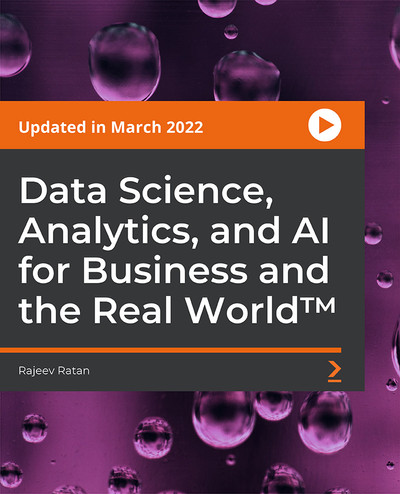 Updated in March 2022
Data Science,
Analytics, and AI
for Business and
the Real World™
Rajeev Ratan